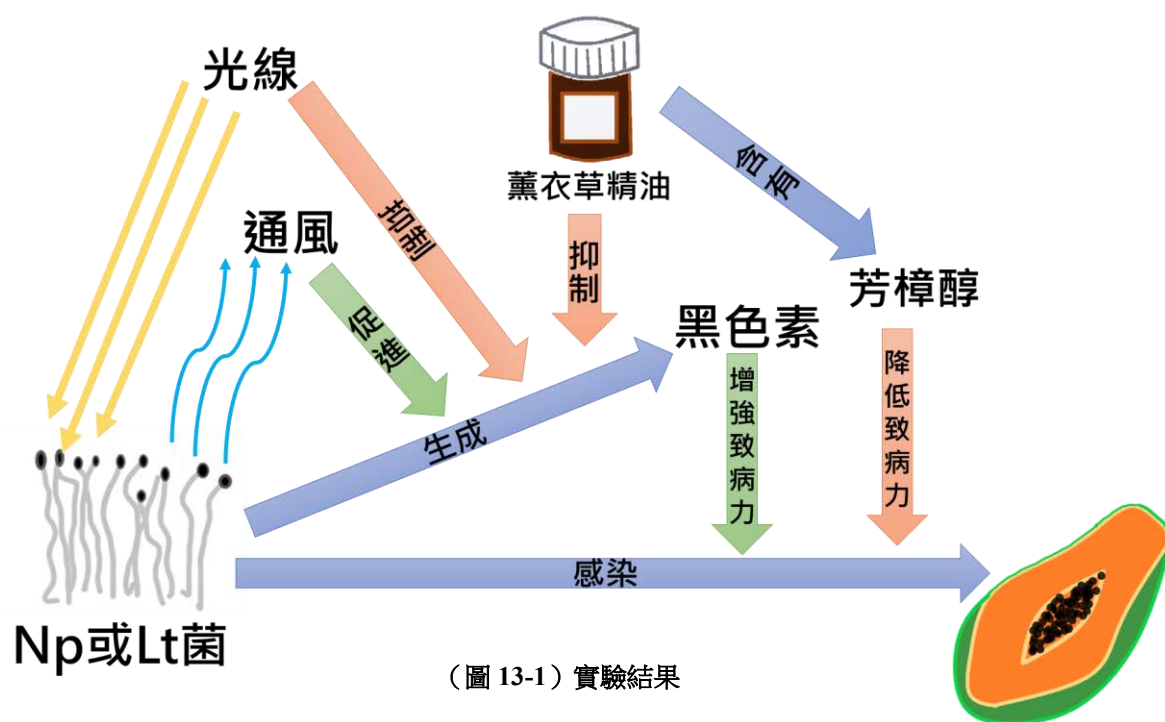 光線
薰衣草精油
含有
抑制
通風
抑制
芳樟醇
促進
黑色素
生成
增強致病力
降低致病力
感染
Np或Lt菌
（圖 13-1）實驗結果